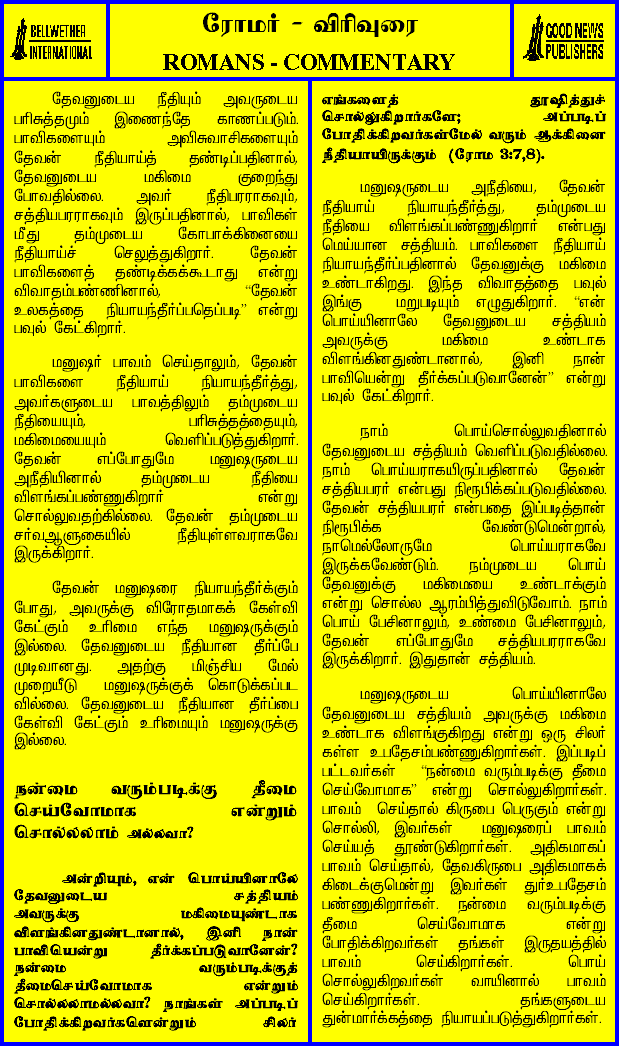 BELLWETHER
INTERNATIONAL
ரோமர் - விரிவுரை
ROMANS - COMMENTARY
GOOD NEWS
PUBLISHERS
தேவனுடைய நீதியும் அவருடைய
பரிசுத்தமும் இணைந்தே காணப்படும்.
பாவிகளையும் அவிசுவாசிகளையும்
தேவன் நீதியாய்த் தண்டிப்பதினால்,
தேவனுடைய மகிமை குறைந்து
போவதில்லை. அவர் நீதிபரராகவும்,
சத்தியபரராகவும் இருப்பதினால், பாவிகள்
மீது தம்முடைய கோபாக்கினையை
நீதியாய்ச் செலுத்துகிறார். தேவன்
பாவிகளைத் தண்டிக்கக்கூடாது என்று
விவாதம்பண்ணினால், “தேவன்
உலகத்தை நியாயந்தீர்ப்பதெப்படி” என்று
பவுல் கேட்கிறார்.
மனுஷர் பாவம் செய்தாலும், தேவன்
பாவிகளை நீதியாய் நியாயந்தீர்த்து,
அவர்களுடைய பாவத்திலும் தம்முடைய
நீதியையும், பரிசுத்தத்தையும்,
மகிமையையும் வெளிப்படுத்துகிறார்.
தேவன் எப்போதுமே மனுஷருடைய
அநீதியினால் தம்முடைய நீதியை
விளங்கப்பண்ணுகிறார் என்று
சொல்லுவதற்கில்லை. தேவன் தம்முடைய
சர்வஆளுகையில் நீதியுள்ளவராகவே
இருக்கிறார்.
தேவன் மனுஷரை நியாயந்தீர்க்கும்
போது, அவருக்கு விரோதமாகக் கேள்வி
கேட்கும் உரிமை எந்த மனுஷருக்கும்
இல்லை. தேவனுடைய நீதியான தீர்ப்பே
முடிவானது. அதற்கு மிஞ்சிய மேல்
முறையீடு மனுஷருக்குக் கொடுக்கப்பட
வில்லை. தேவனுடைய நீதியான தீர்ப்பை
கேள்வி கேட்கும் உரிமையும் மனுஷருக்கு
இல்லை.
நன்மை வரும்படிக்கு தீமை
செய்வோமாக என்றும்
சொல்லலாம் அல்லவா?
அன்றியும், என் பொய்யினாலே
தேவனுடைய சத்தியம்
அவருக்கு மகிமையுண்டாக
விளங்கினதுண்டானால், இனி நான்
பாவியென்று தீர்க்கப்படுவானேன்?
நன்மை வரும்படிக்குத்
தீமைசெய்வோமாக என்றும்
சொல்லலாமல்லவா? நாங்கள் அப்படிப்
போதிக்கிறவர்களென்றும் சிலர்
எங்களைத் தூஷித்துச்
சொல்லுகிறார்களே; அப்படிப்
போதிக்கிறவர்கள்மேல் வரும் ஆக்கினை
நீதியாயிருக்கும் (ரோம 3:7,8).
மனுஷருடைய அநீதியை, தேவன்
நீதியாய் நியாயந்தீர்த்து, தம்முடைய
நீதியை விளங்கப்பண்ணுகிறார் என்பது
மெய்யான சத்தியம். பாவிகளை நீதியாய்
நியாயந்தீர்ப்பதினால் தேவனுக்கு மகிமை
உண்டாகிறது. இந்த விவாதத்தை பவுல்
இங்கு மறுபடியும் எழுதுகிறார். “என்
பொய்யினாலே தேவனுடைய சத்தியம்
அவருக்கு மகிமை உண்டாக
விளங்கினதுண்டானால், இனி நான்
பாவியென்று தீர்க்கப்படுவானேன்” என்று
பவுல் கேட்கிறார்.
நாம் பொய்சொல்லுவதினால்
தேவனுடைய சத்தியம் வெளிப்படுவதில்லை.
நாம் பொய்யராகயிருப்பதினால் தேவன்
சத்தியபரர் என்பது நிரூபிக்கப்படுவதில்லை.
தேவன் சத்தியபரர் என்பதை இப்படித்தான்
நிரூபிக்க வேண்டுமென்றால்,
நாமெல்லோருமே பொய்யராகவே
இருக்கவேண்டும். நம்முடைய பொய்
தேவனுக்கு மகிமையை உண்டாக்கும்
என்று சொல்ல ஆரம்பித்துவிடுவோம். நாம்
பொய் பேசினாலும், உண்மை பேசினாலும்,
தேவன் எப்போதுமே சத்தியபரராகவே
இருக்கிறார். இதுதான் சத்தியம்.
மனுஷருடைய பொய்யினாலே
தேவனுடைய சத்தியம் அவருக்கு மகிமை
உண்டாக விளங்குகிறது என்று ஒரு சிலர்
கள்ள உபதேசம்பண்ணுகிறார்கள். இப்படிப்
பட்டவர்கள் “நன்மை வரும்படிக்கு தீமை
செய்வோமாக” என்று சொல்லுகிறார்கள்.
பாவம் செய்தால் கிருபை பெருகும் என்று
சொல்லி, இவர்கள் மனுஷரைப் பாவம்
செய்யத் தூண்டுகிறார்கள். அதிகமாகப்
பாவம் செய்தால், தேவகிருபை அதிகமாகக்
கிடைக்குமென்று இவர்கள் துர்உபதேசம்
பண்ணுகிறார்கள். நன்மை வரும்படிக்கு
தீமை செய்வோமாக என்று
போதிக்கிறவர்கள் தங்கள் இருதயத்தில்
பாவம் செய்கிறார்கள். பொய்
சொல்லுகிறவர்கள் வாயினால் பாவம்
செய்கிறார்கள். தங்களுடைய
துன்மார்க்கத்தை நியாயப்படுத்துகிறார்கள்.